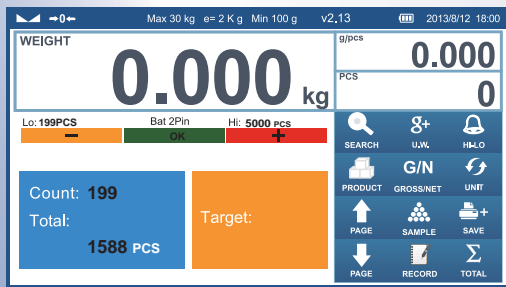 →0← Max 30 kg e= 2 K g Min 100 g v2,13 2013/8/12 18:00
WEIGHT
0.000 kg
g/pcs
0.000
PCS
0
Lo: 199PCS Bat 2Pin Hi: 5000 PCS
− OK +
SEARCH g+ U.W. HI-LO
PRODUCT G/N GROSS/NET UNIT
Count: 199
Total:
1588 PCS
Target:
PAGE SAMPLE + SAVE
PAGE RECORD Σ TOTAL